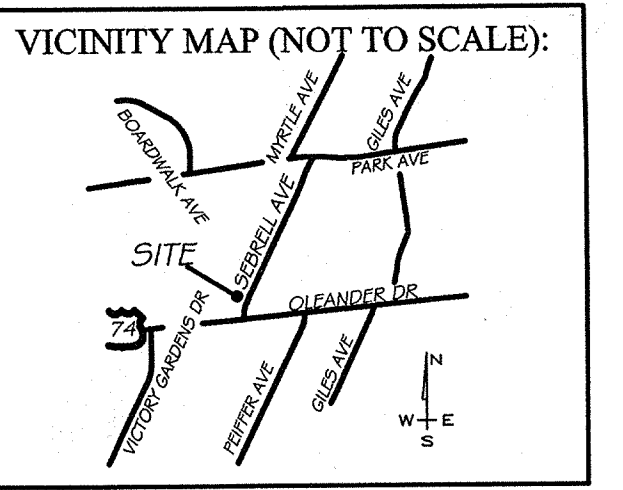 VICINITY MAP (NOT TO SCALE):
MYRTLE AVE
GILES AVE
BOARDWALK AVE
PARK AVE
SEBRELL AVE
SITE
OLEANDER DR
74
VICTORY GARDENS DR
PEIFFER AVE
GILES AVE
N
W E
S